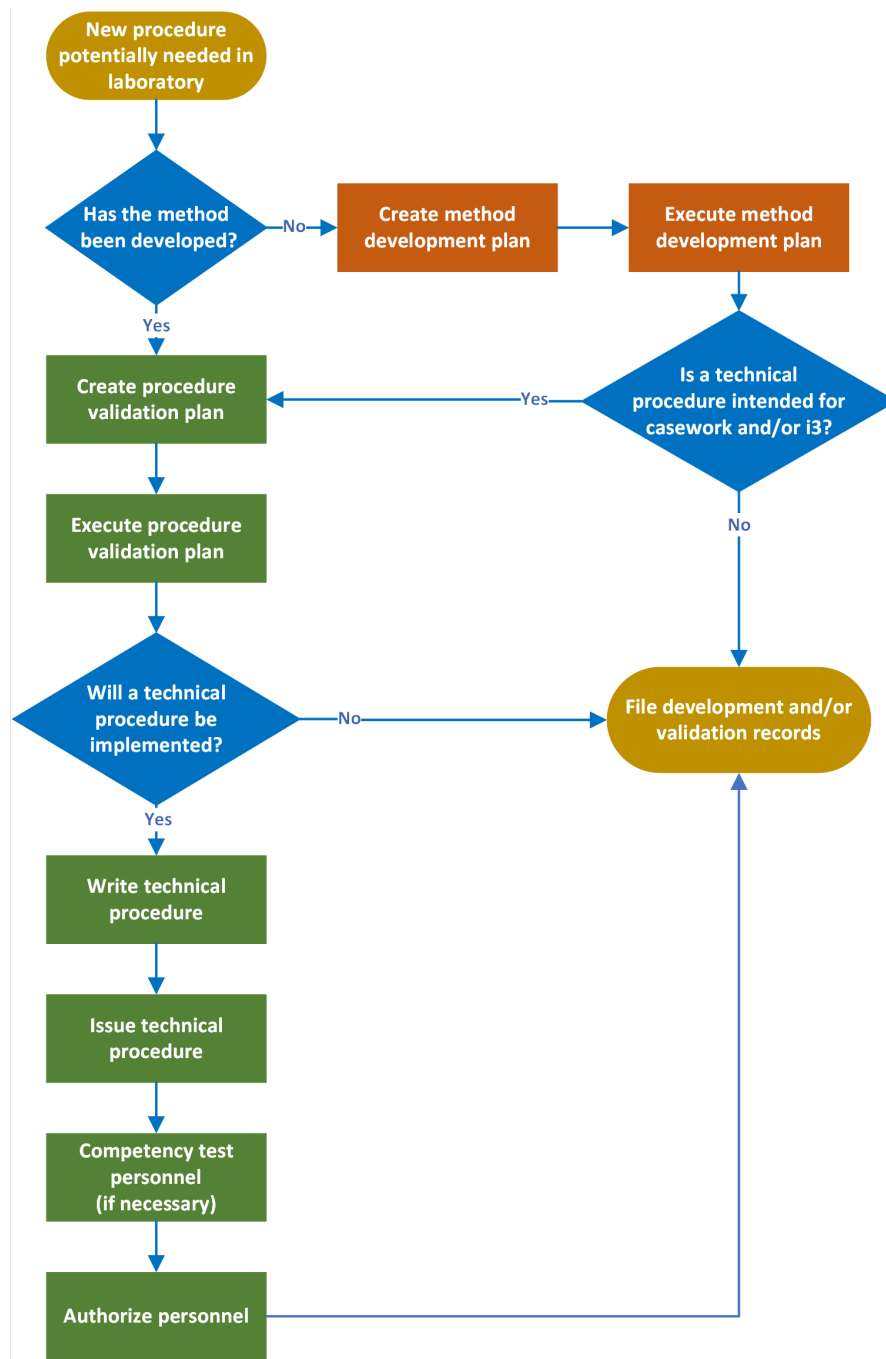 New procedure
potentially needed in
laboratory
Has the method
been developed?
No
Create method
development plan
Execute method
development plan
Yes
Create procedure
validation plan
Yes
Is a technical
procedure intended for
casework and/or i3?
Execute procedure
validation plan
No
Will a technical
procedure be
implemented?
No
File development and/or
validation records
Yes
Write technical
procedure
Issue technical
procedure
Competency test
personnel
(if necessary)
Authorize personnel